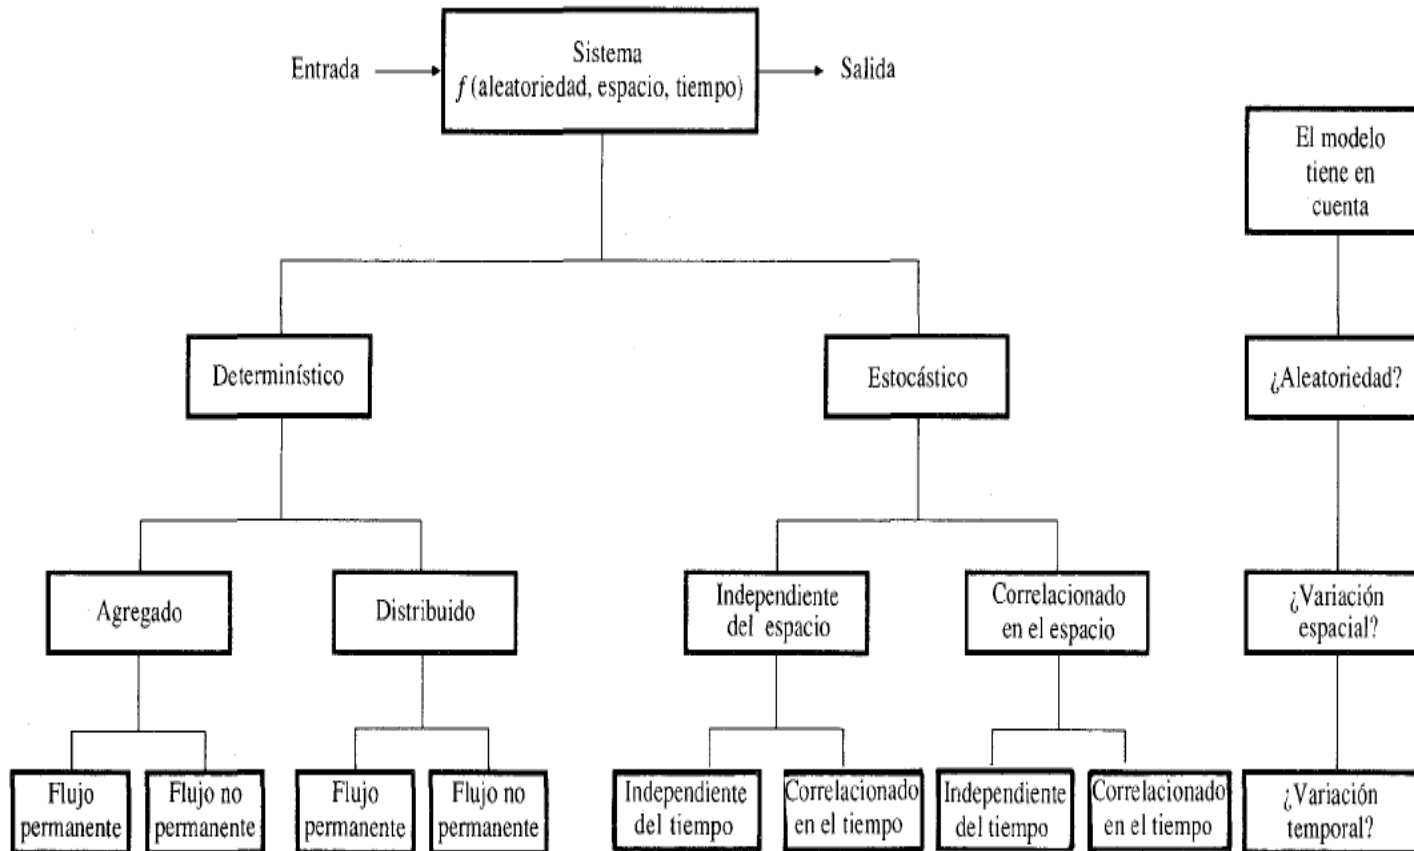 Sistema
Entrada
f (aleatoriedad, espacio, tiempo)
Salida
El modelo
tiene en
cuenta
Determinístico
Estocástico
¿Aleatoriedad?
Agregado
Distribuido
Independiente
del espacio
Correlacionado
en el espacio
¿Variación
espacial?
Flujo
permanente
Flujo no
permanente
Flujo
permanente
Flujo no
permanente
Independiente
del tiempo
Correlacionado
en el tiempo
Independiente
del tiempo
Correlacionado
en el tiempo
¿Variación
temporal?